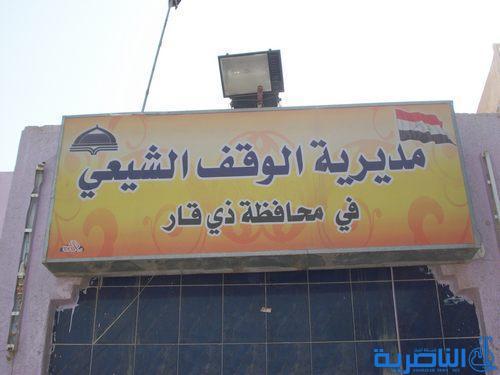 مديرية الوقف الشيعي
في محافظة ذي قار
الناصرية